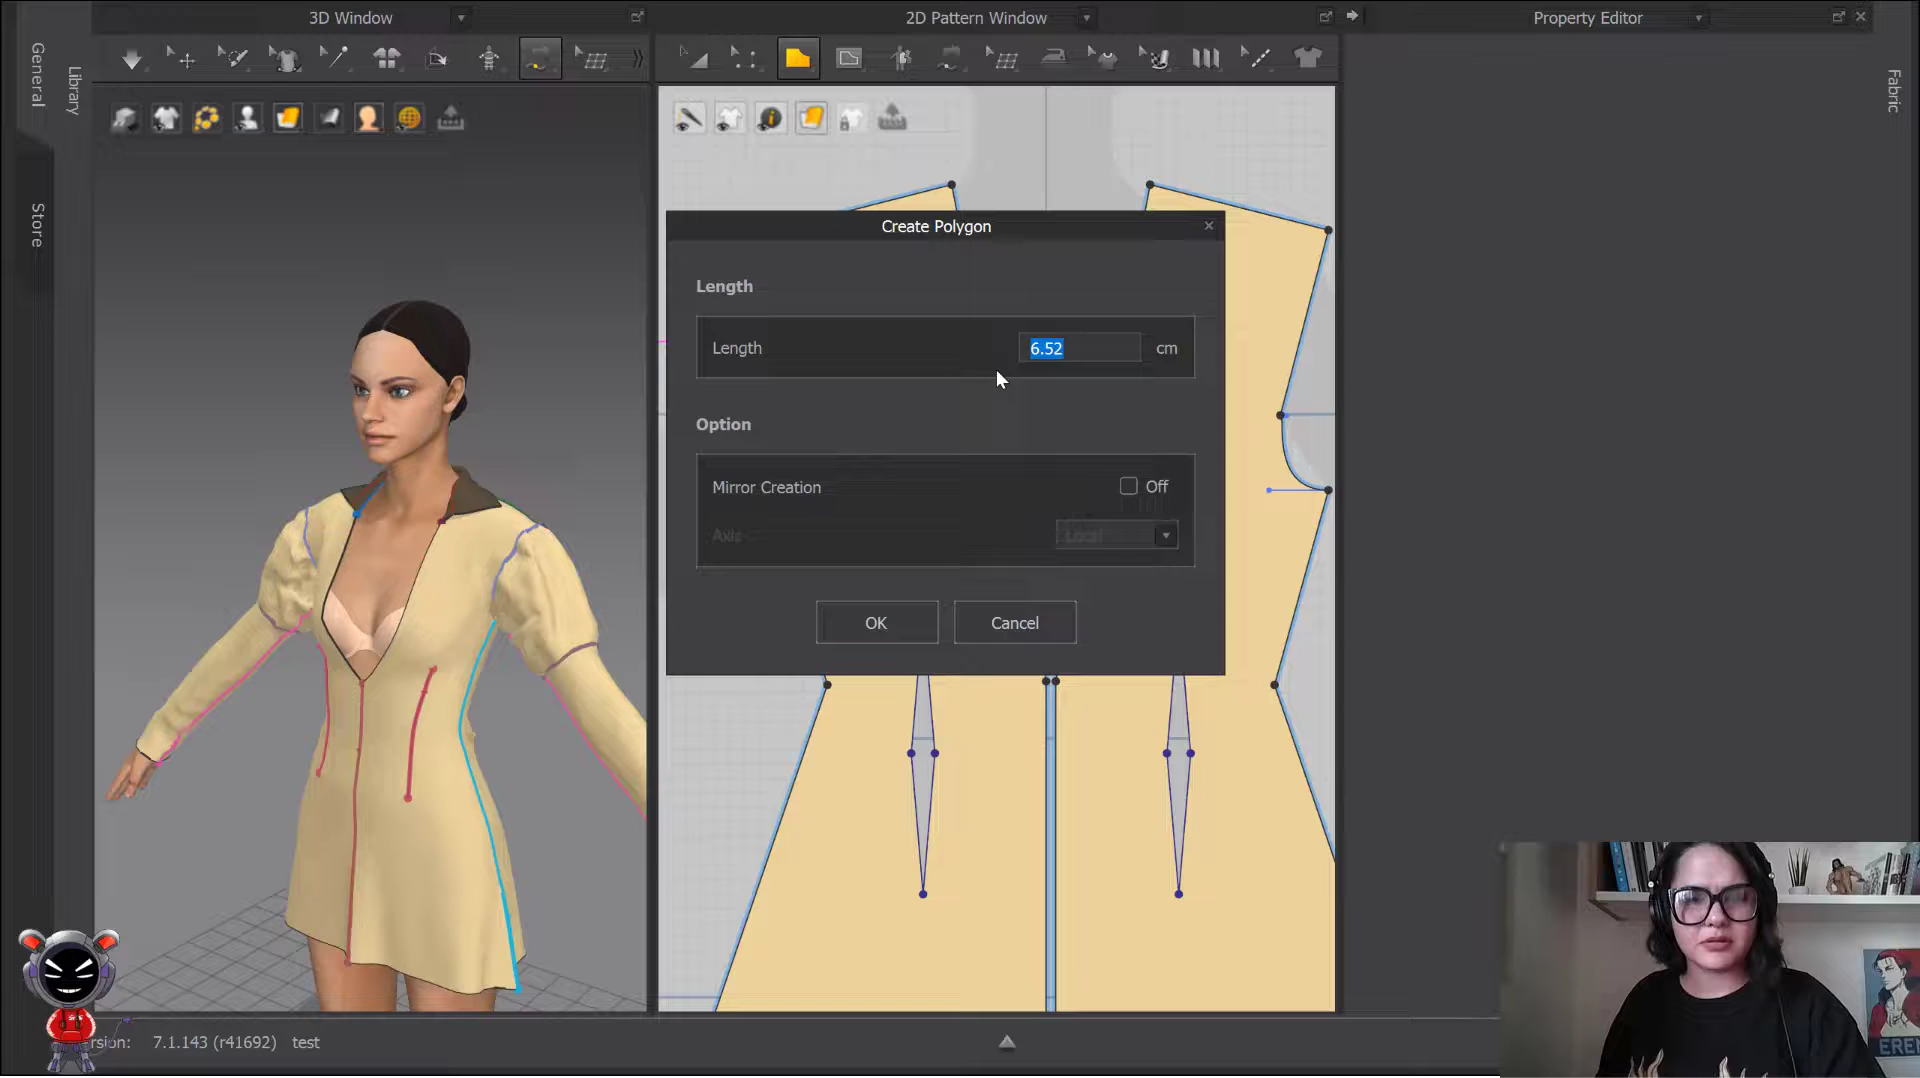 3D Window
2D Pattern Window
Property Editor
General
Library
Store
Fabric
Create Polygon
Length
Length
6.52
cm
Option
Mirror Creation
Off
Axis
Local
OK
Cancel
rsion: 7.1.143 (r41692) test
EREN